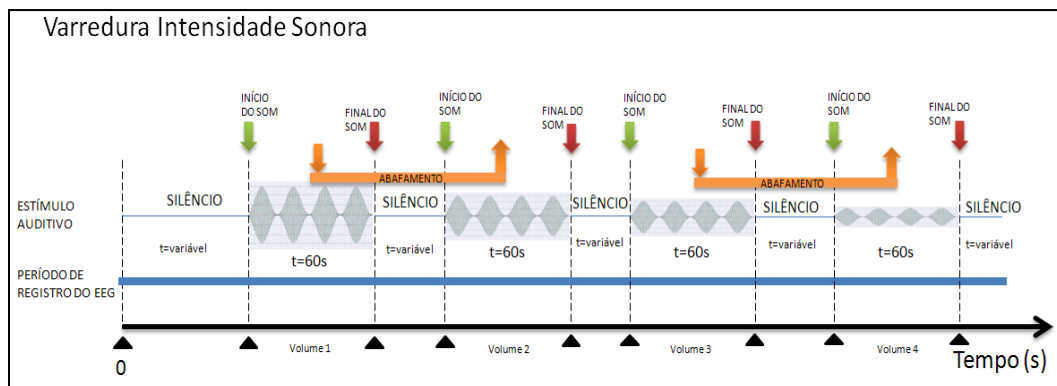 Varredura Intensidade Sonora
INÍCIO
DO SOM
FINAL DO
SOM
INÍCIO DO
SOM
FINAL DO
SOM
INÍCIO DO
SOM
FINAL DO
SOM
INÍCIO DO
SOM
FINAL DO
SOM
ABAFAMENTO
ABAFAMENTO
ESTÍMULO
AUDITIVO
SILÊNCIO
SILÊNCIO
SILÊNCIO
SILÊNCIO
SILÊNCIO
t=variável
t=60s
t=variável
t=60s
t=variável
t=60s
t=variável
t=60s
t=variável
PERÍODO DE
REGISTRO DO EEG
0
Volume 1
Volume 2
Volume 3
Volume 4
Tempo (s)